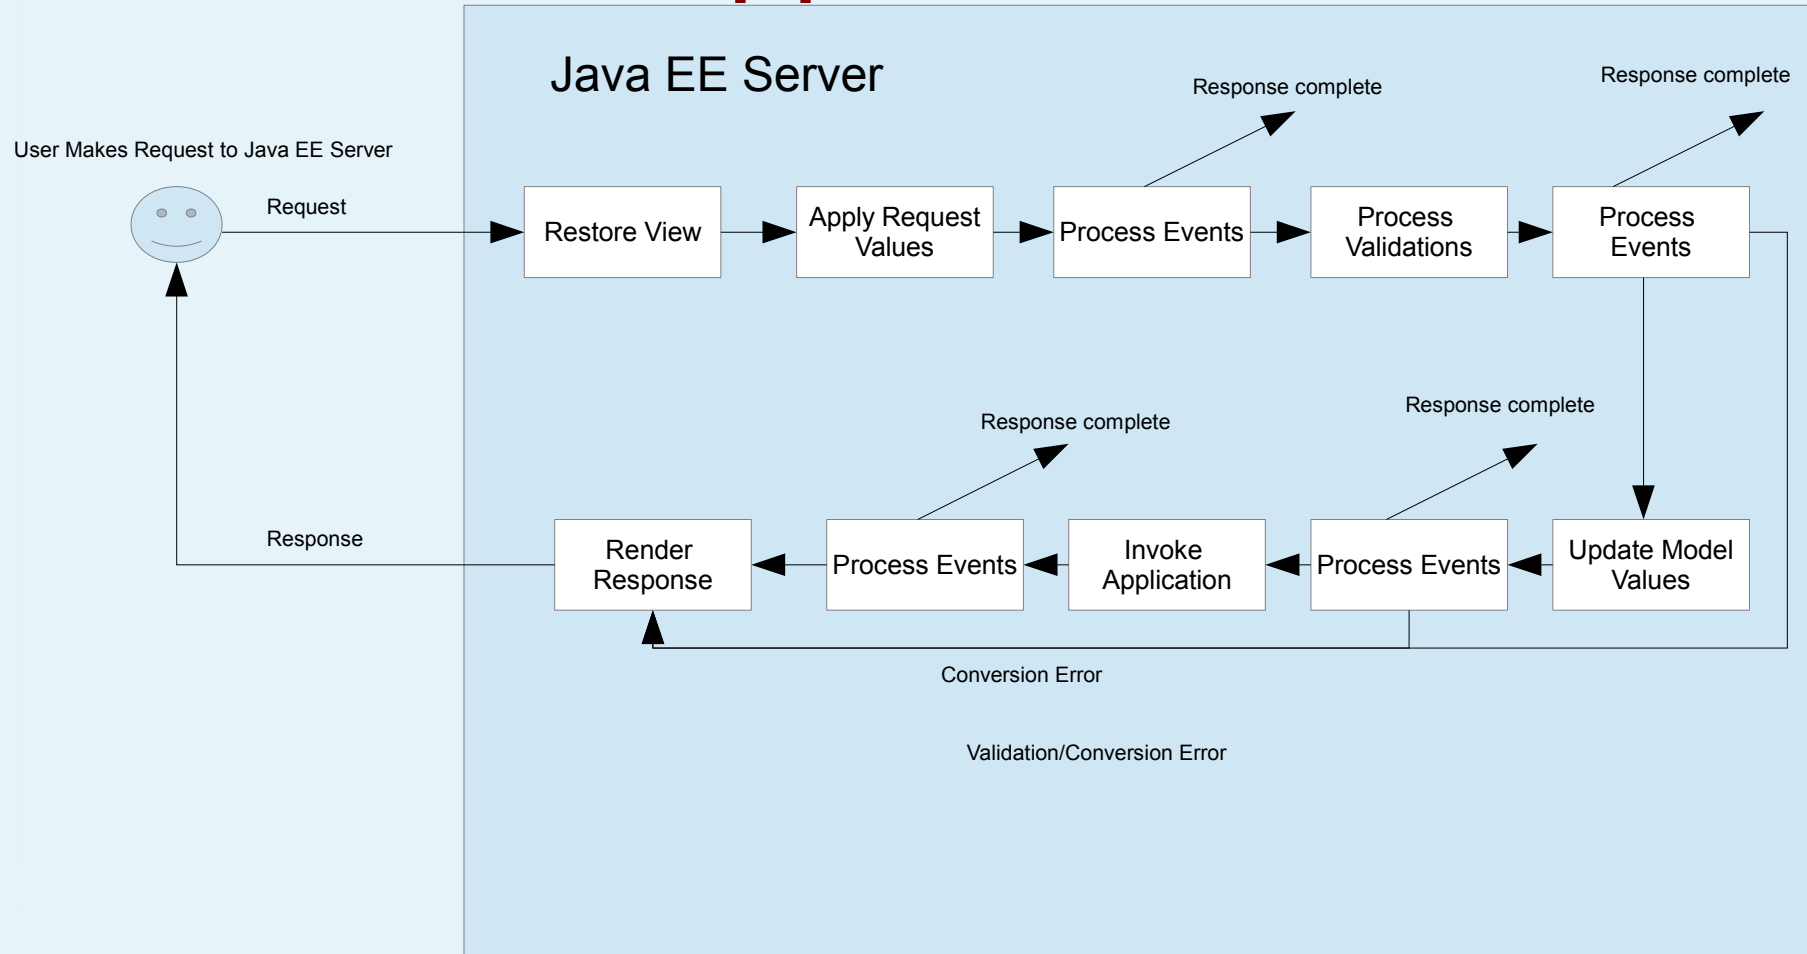 Java EE Server
Response complete
Response complete
User Makes Request to Java EE Server
Request
Restore View
Apply Request
Values
Process Events
Process
Validations
Process
Events
Response complete
Response complete
Response
Render
Response
Process Events
Invoke
Application
Process Events
Update Model
Values
Conversion Error
Validation/Conversion Error